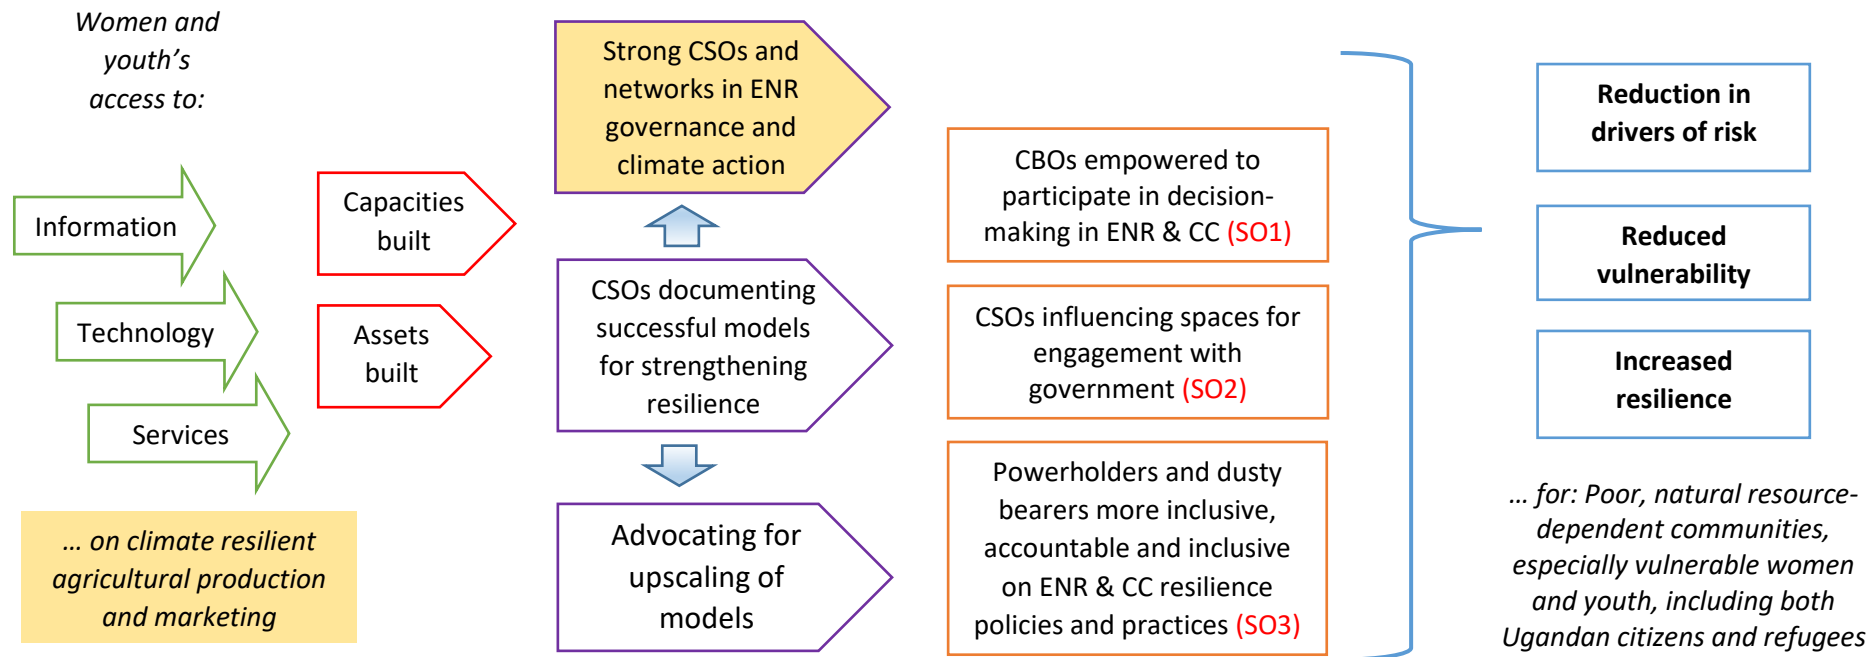 Women and
youth’s
access to:
Information
Technology
Services
… on climate resilient
agricultural production
and marketing
Capacities
built
Assets
built
Strong CSOs and
networks in ENR
governance and
climate action
CSOs documenting
successful models
for strengthening
resilience
Advocating for
upscaling of
models
CBOs empowered to
participate in decision-
making in ENR & CC (SO1)
CSOs influencing spaces for
engagement with
government (SO2)
Powerholders and dusty
bearers more inclusive,
accountable and inclusive
on ENR & CC resilience
policies and practices (SO3)
Reduction in
drivers of risk
Reduced
vulnerability
Increased
resilience
… for: Poor, natural resource-
dependent communities,
especially vulnerable women
and youth, including both
Ugandan citizens and refugees